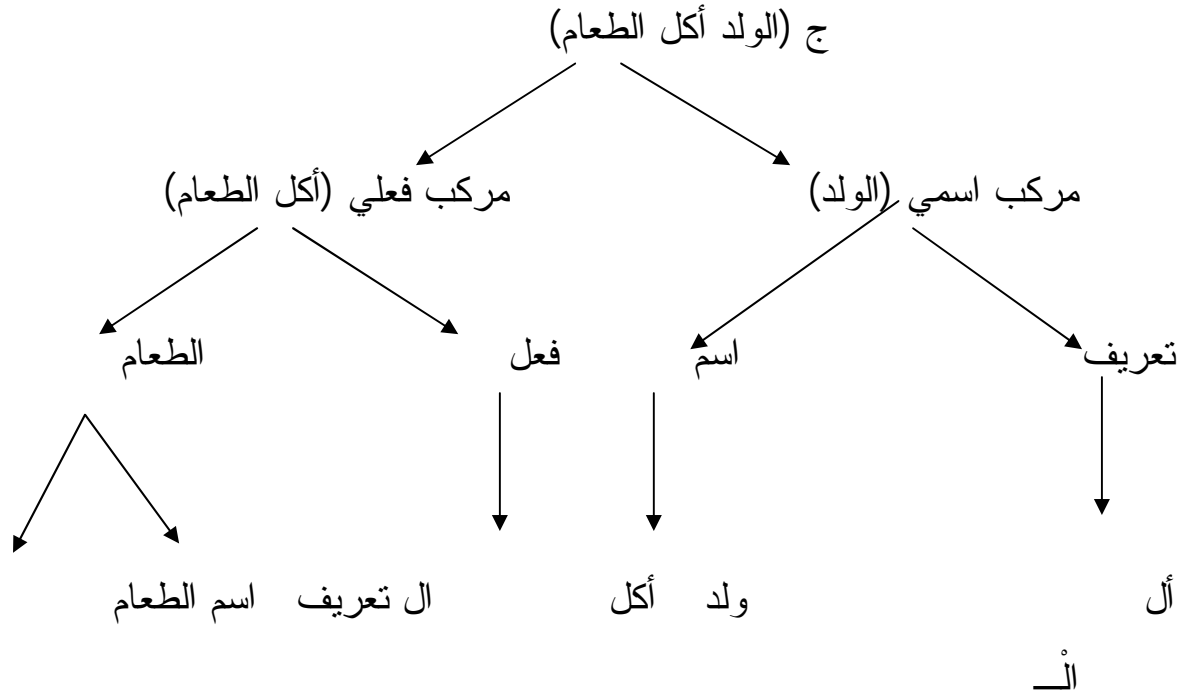 ج (الولد أكل الطعام)
مركب اسمي (الولد) مركب فعلي (أكل الطعام)
تعريف اسم فعل الطعام
أل ولد أكل ال تعريف اسم الطعام
الْـــ